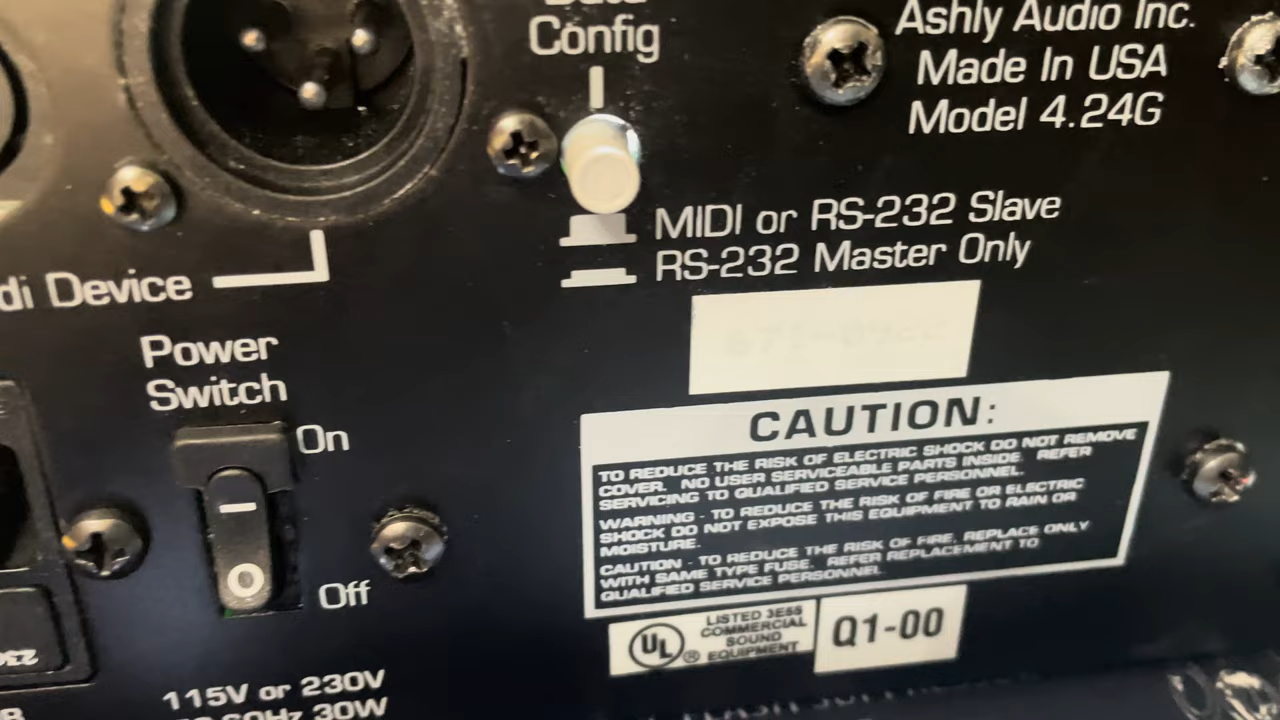 Config
Ashly Audio Inc.
Made In USA
Model 4.24G
MIDI or RS-232 Slave
RS-232 Master Only
Device
Power
Switch
On
Off
CAUTION:
TO REDUCE THE RISK OF ELECTRIC SHOCK DO NOT REMOVE
COVER. NO USER SERVICEABLE PARTS INSIDE. REFER
SERVICING TO QUALIFIED SERVICE PERSONNEL.
WARNING - TO REDUCE THE RISK OF FIRE OR ELECTRIC
SHOCK DO NOT EXPOSE THIS EQUIPMENT TO RAIN OR
MOISTURE.
CAUTION - TO REDUCE THE RISK OF FIRE, REPLACE ONLY
WITH SAME TYPE FUSE. REFER REPLACEMENT TO
QUALIFIED SERVICE PERSONNEL.
UL ®
LISTED 3E55
COMMERCIAL
SOUND
EQUIPMENT
Q1-00
115V or 230V
30W